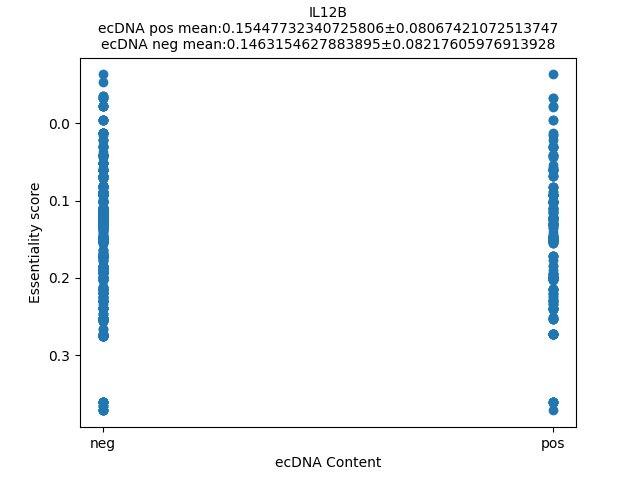 IL12B
ecDNA pos mean:0.15447732340725806±0.08067421072513747
ecDNA neg mean:0.1463154627883895±0.08217605976913928
0.0
0.1
0.2
0.3
Essentiality score
neg
pos
ecDNA Content